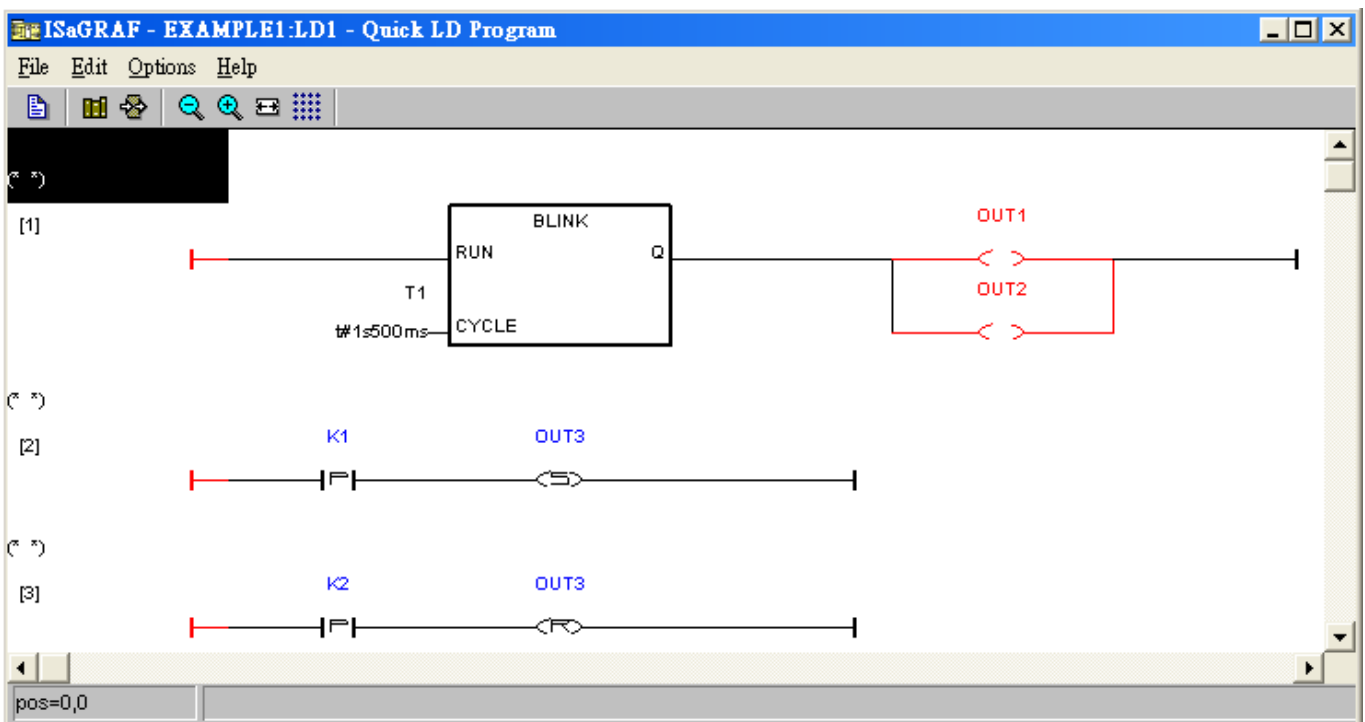 ISaGRAF - EXAMPLE1:LD1 - Quick LD Program
File Edit Options Help
(* *)
[1]
BLINK
RUN
Q
T1
t#1s500ms
CYCLE
OUT1
OUT2
(* *)
[2]
K1
OUT3
P
S
(* *)
[3]
K2
OUT3
P
R
pos=0,0